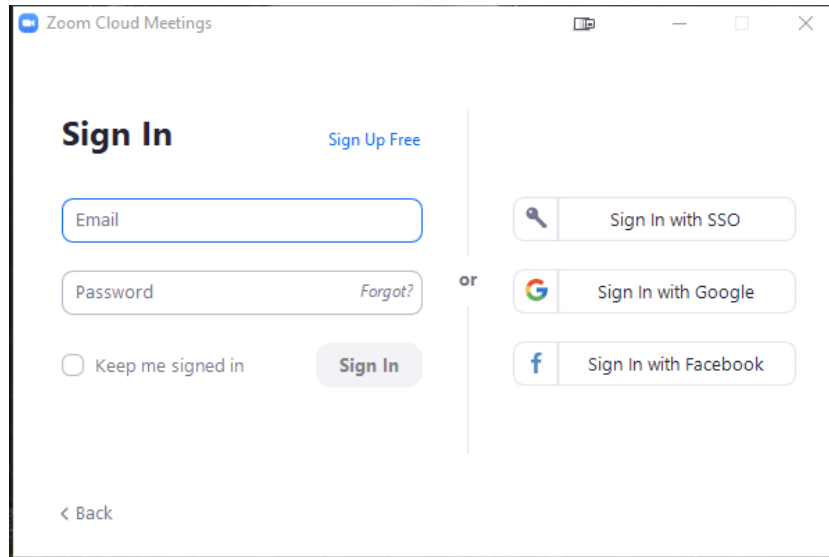 Zoom Cloud Meetings
Sign In
Sign Up Free
Email
Password
Forgot?
Keep me signed in
Sign In
or
Sign In with SSO
Sign In with Google
Sign In with Facebook
Back